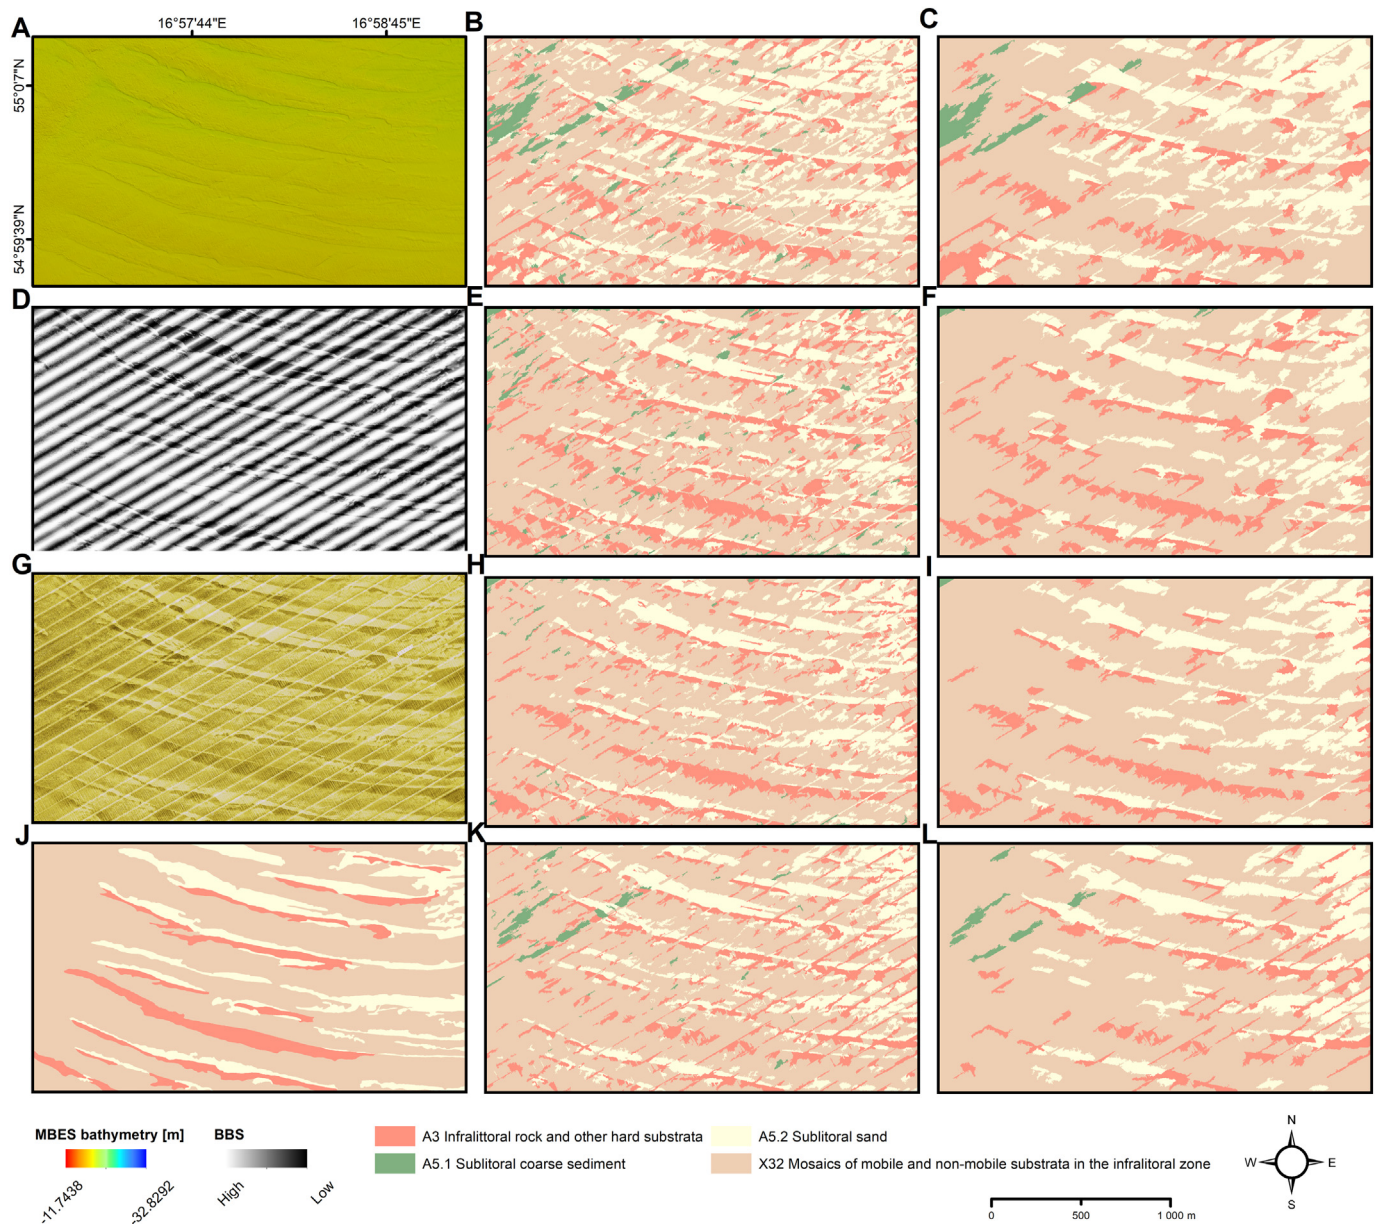 16°57'44"E 16°58'45"E
A B C
55°0'7"N
54°59'39"N
D E F
G H I
J K L
MBES bathymetry [m] BBS
-11.7438 -32.8292
High Low
A3 Infralittoral rock and other hard substrata
A5.1 Sublitoral coarse sediment
A5.2 Sublitoral sand
X32 Mosaics of mobile and non-mobile substrata in the infralitoral zone
N
W E
S
0 500 1 000 m